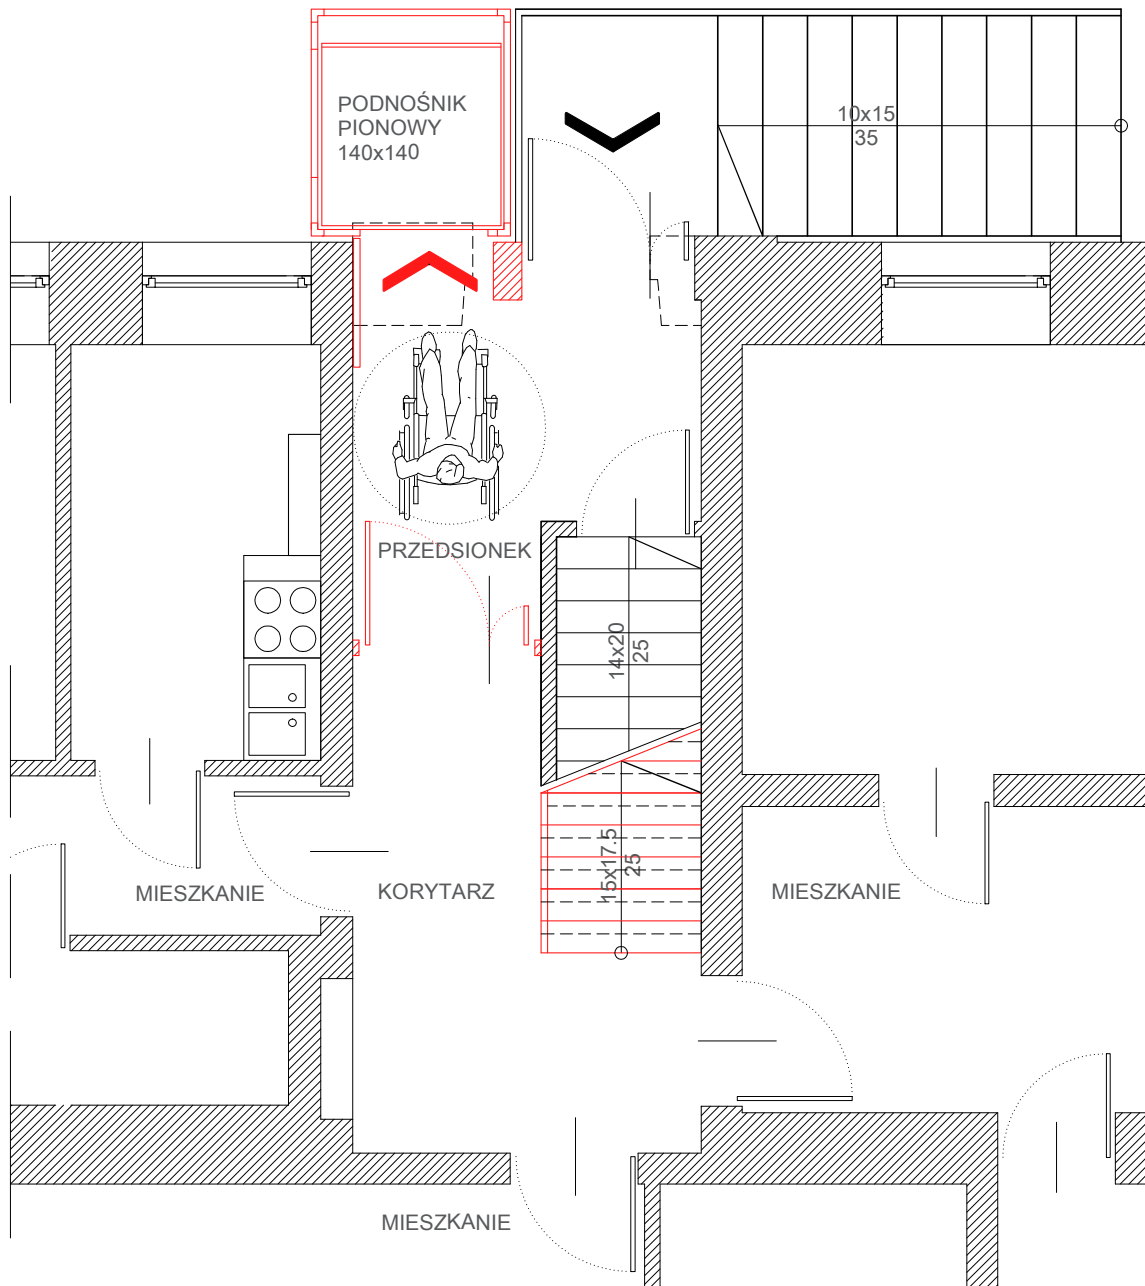 PODNOŚNIK
PIONOWY
140x140
10x15
35
PRZEDSIONEK
14x20
25
15x17.5
25
MIESZKANIE
KORYTARZ
MIESZKANIE
MIESZKANIE